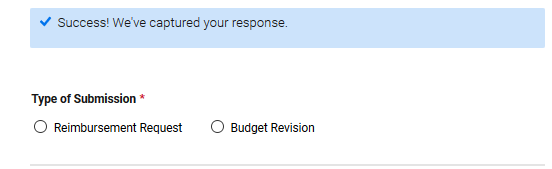 Success! We've captured your response.
Type of Submission *
Reimbursement Request Budget Revision